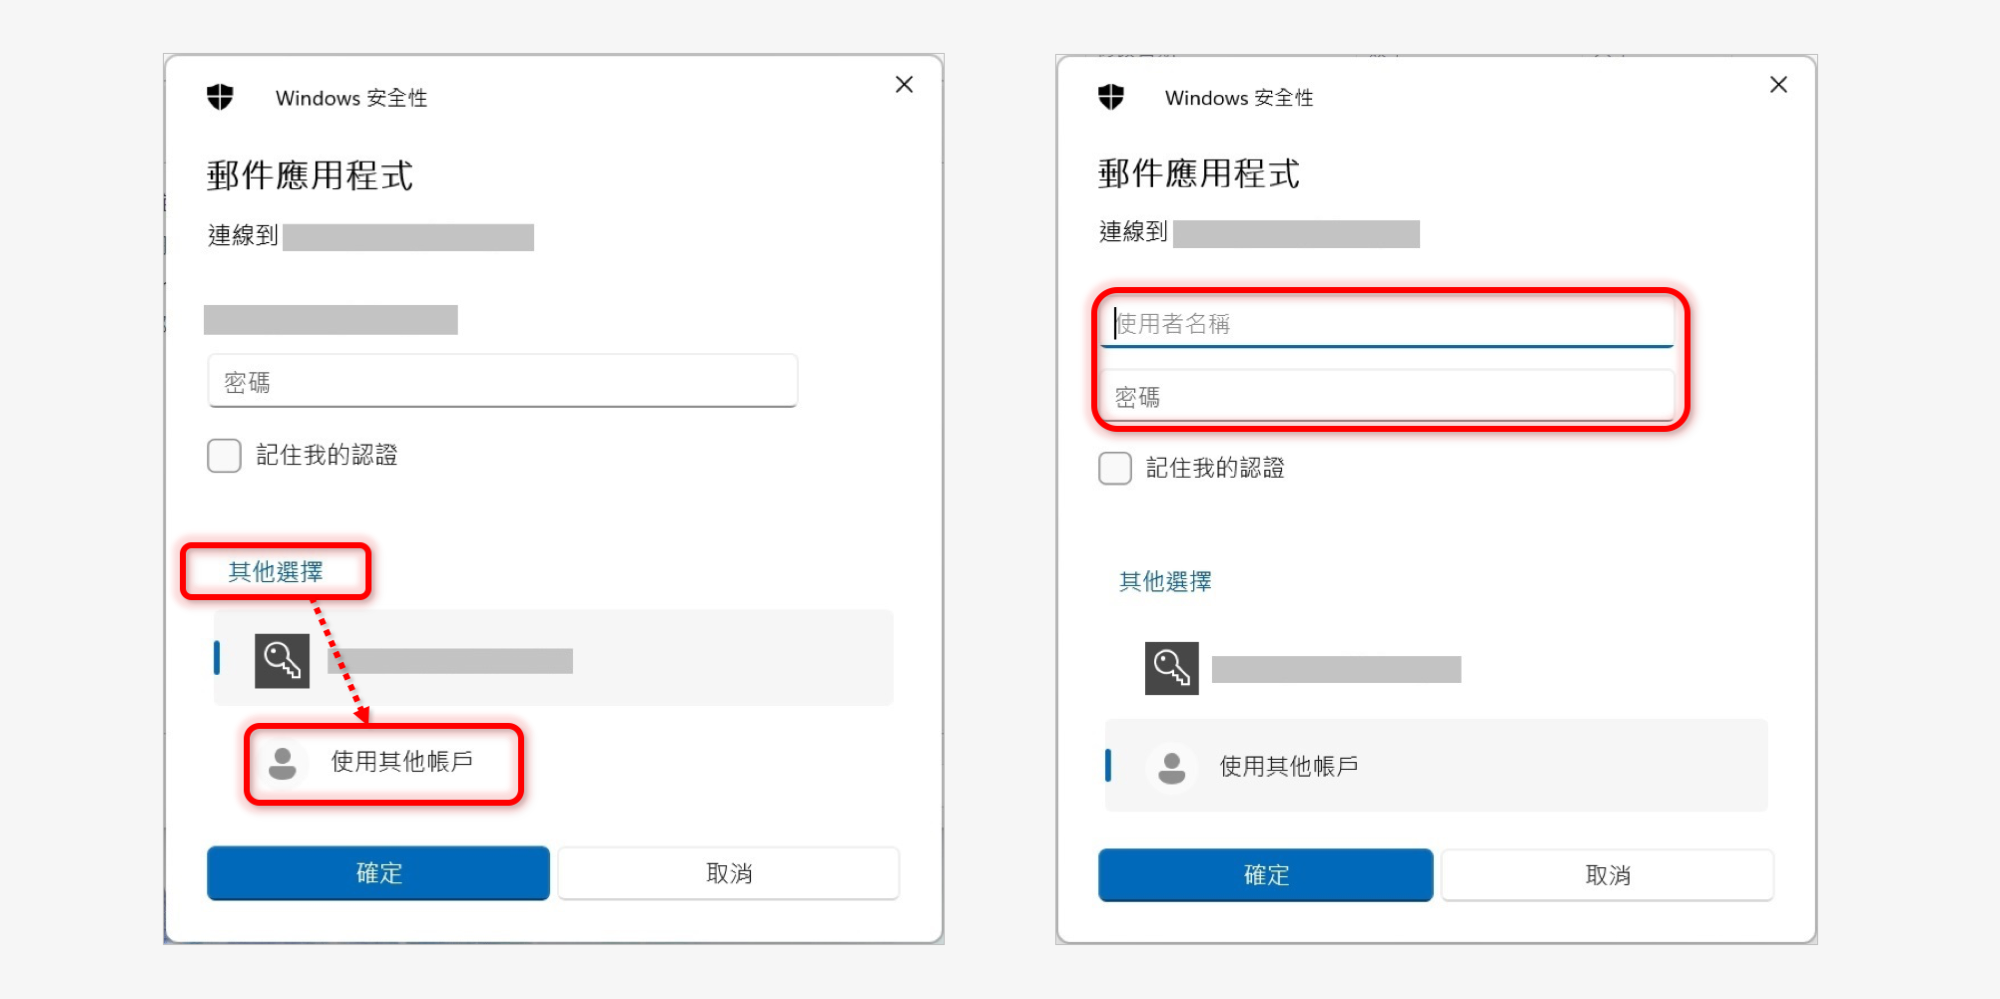 Windows 安全性
郵件應用程式
連線到
密碼
記住我的認證
其他選擇
使用其他帳戶
確定
取消
Windows 安全性
郵件應用程式
連線到
使用者名稱
密碼
記住我的認證
其他選擇
使用其他帳戶
確定
取消